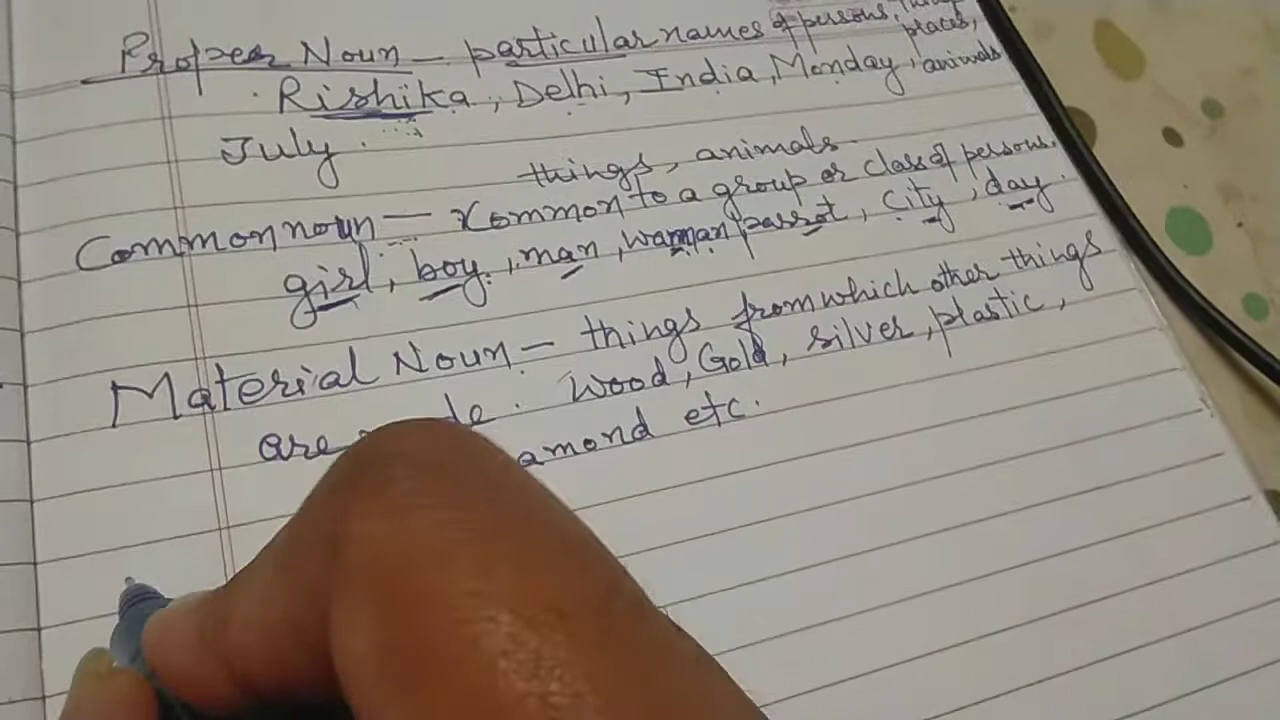 Proper Noun - particular names of persons,
places,
Rishika, Delhi, India, Monday, animals
July.
things, animals
Common noun - common to a group or class of persons.
girl, boy, man, parrot, city, day.
Material Noun - things from which other things
are . Wood, Gold, silver, plastic,
amond etc.